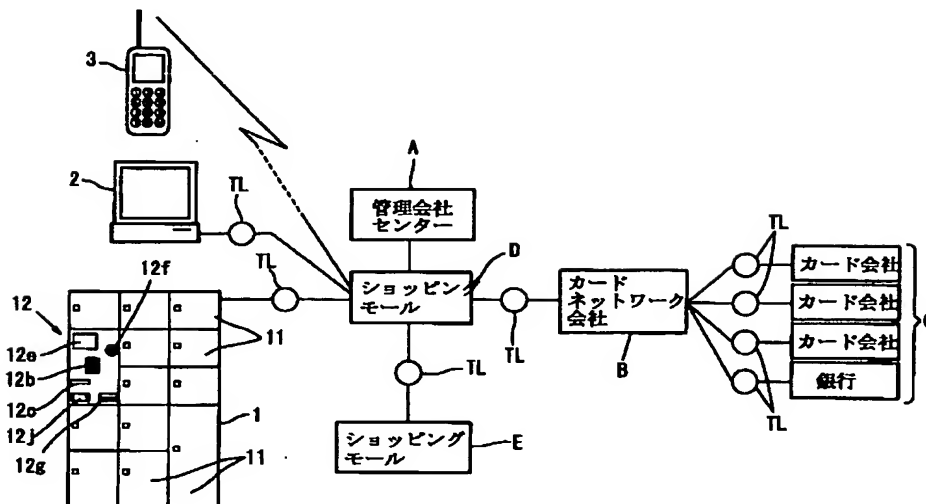 3
2
TL
TL
A
管理会社
センター
D
ショッピング
モール
TL
カード
ネットワーク
会社
B
TL
カード会社
カード会社
カード会社
銀行
TL
TL
ショッピング
モール
E
12
12f
12e
12b
12c
12j
12g
11
1
11